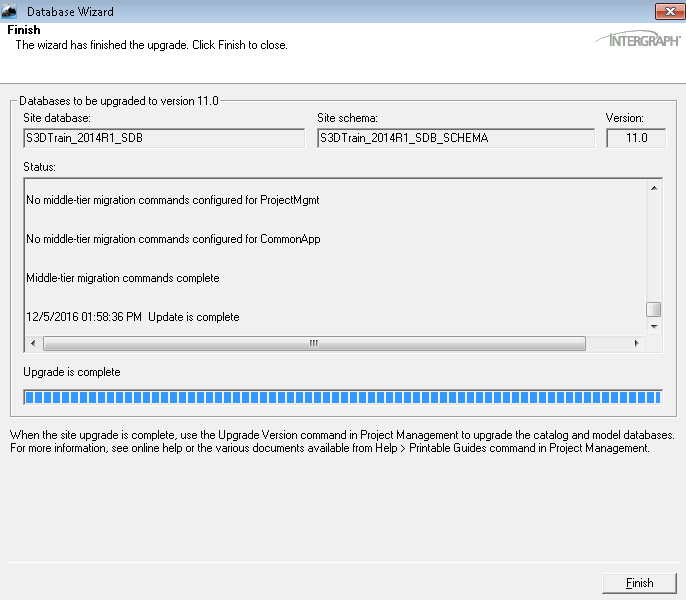 Database Wizard
Finish
The wizard has finished the upgrade. Click Finish to close.
INTERGRAPH
Databases to be upgraded to version 11.0
Site database:
Site schema:
Version:
S3DTrain_2014R1_SDB
S3DTrain_2014R1_SDB_SCHEMA
11.0
Status:
No middle-tier migration commands configured for ProjectMgmt
No middle-tier migration commands configured for CommonApp
Middle-tier migration commands complete
12/5/2016 01:58:36 PM  Update is complete
Upgrade is complete
When the site upgrade is complete, use the Upgrade Version command in Project Management to upgrade the catalog and model databases.
For more information, see online help or the various documents available from Help > Printable Guides command in Project Management.
Finish